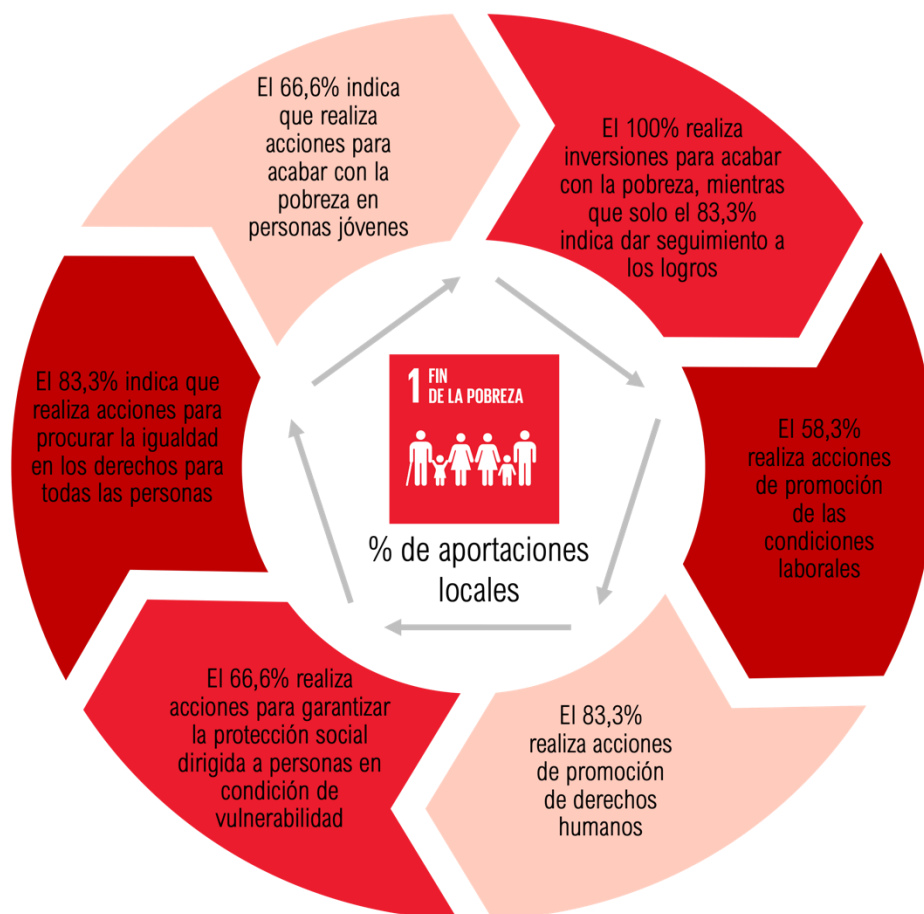 El 66,6% indica
que realiza
acciones para
acabar con la
pobreza en
personas jóvenes
El 100% realiza
inversiones para acabar
con la pobreza, mientras
que solo el 83,3%
indica dar seguimiento a
los logros
El 58,3%
realiza acciones
de promoción
de las
condiciones
laborales
El 83,3%
realiza acciones
de promoción
de derechos
humanos
El 66,6% realiza
acciones para garantizar
la protección social
dirigida a personas en
condición de
vulnerabilidad
El 83,3% indica que
realiza acciones para
procurar la igualdad
en los derechos para
todas las personas
1 FIN
DE LA POBREZA
% de aportaciones
locales